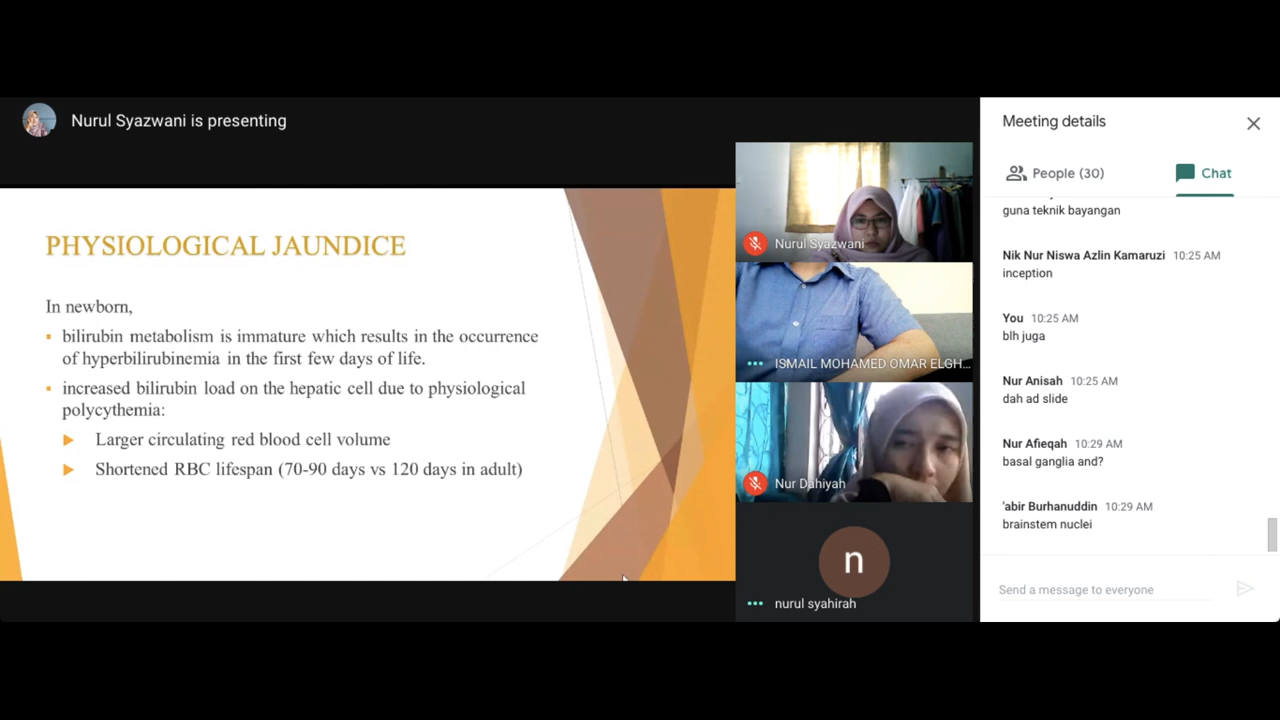 Nurul Syazwani is presenting
PHYSIOLOGICAL JAUNDICE
In newborn,
bilirubin metabolism is immature which results in the occurrence
of hyperbilirubinemia in the first few days of life.
increased bilirubin load on the hepatic cell due to physiological
polycythemia:
Larger circulating red blood cell volume
Shortened RBC lifespan (70-90 days vs 120 days in adult)
Nurul Syazwani
ISMAIL MOHAMED OMAR ELGH...
Nur Dahiyah
n
nurul syahirah
Meeting details
People (30)
Chat
guna teknik bayangan
Nik Nur Niswa Azlin Kamaruzi 10:25 AM
inception
You 10:25 AM
blh juga
Nur Anisah 10:25 AM
dah ad slide
Nur Afieqah 10:29 AM
basal ganglia and?
'abir Burhanuddin 10:29 AM
brainstem nuclei
Send a message to everyone